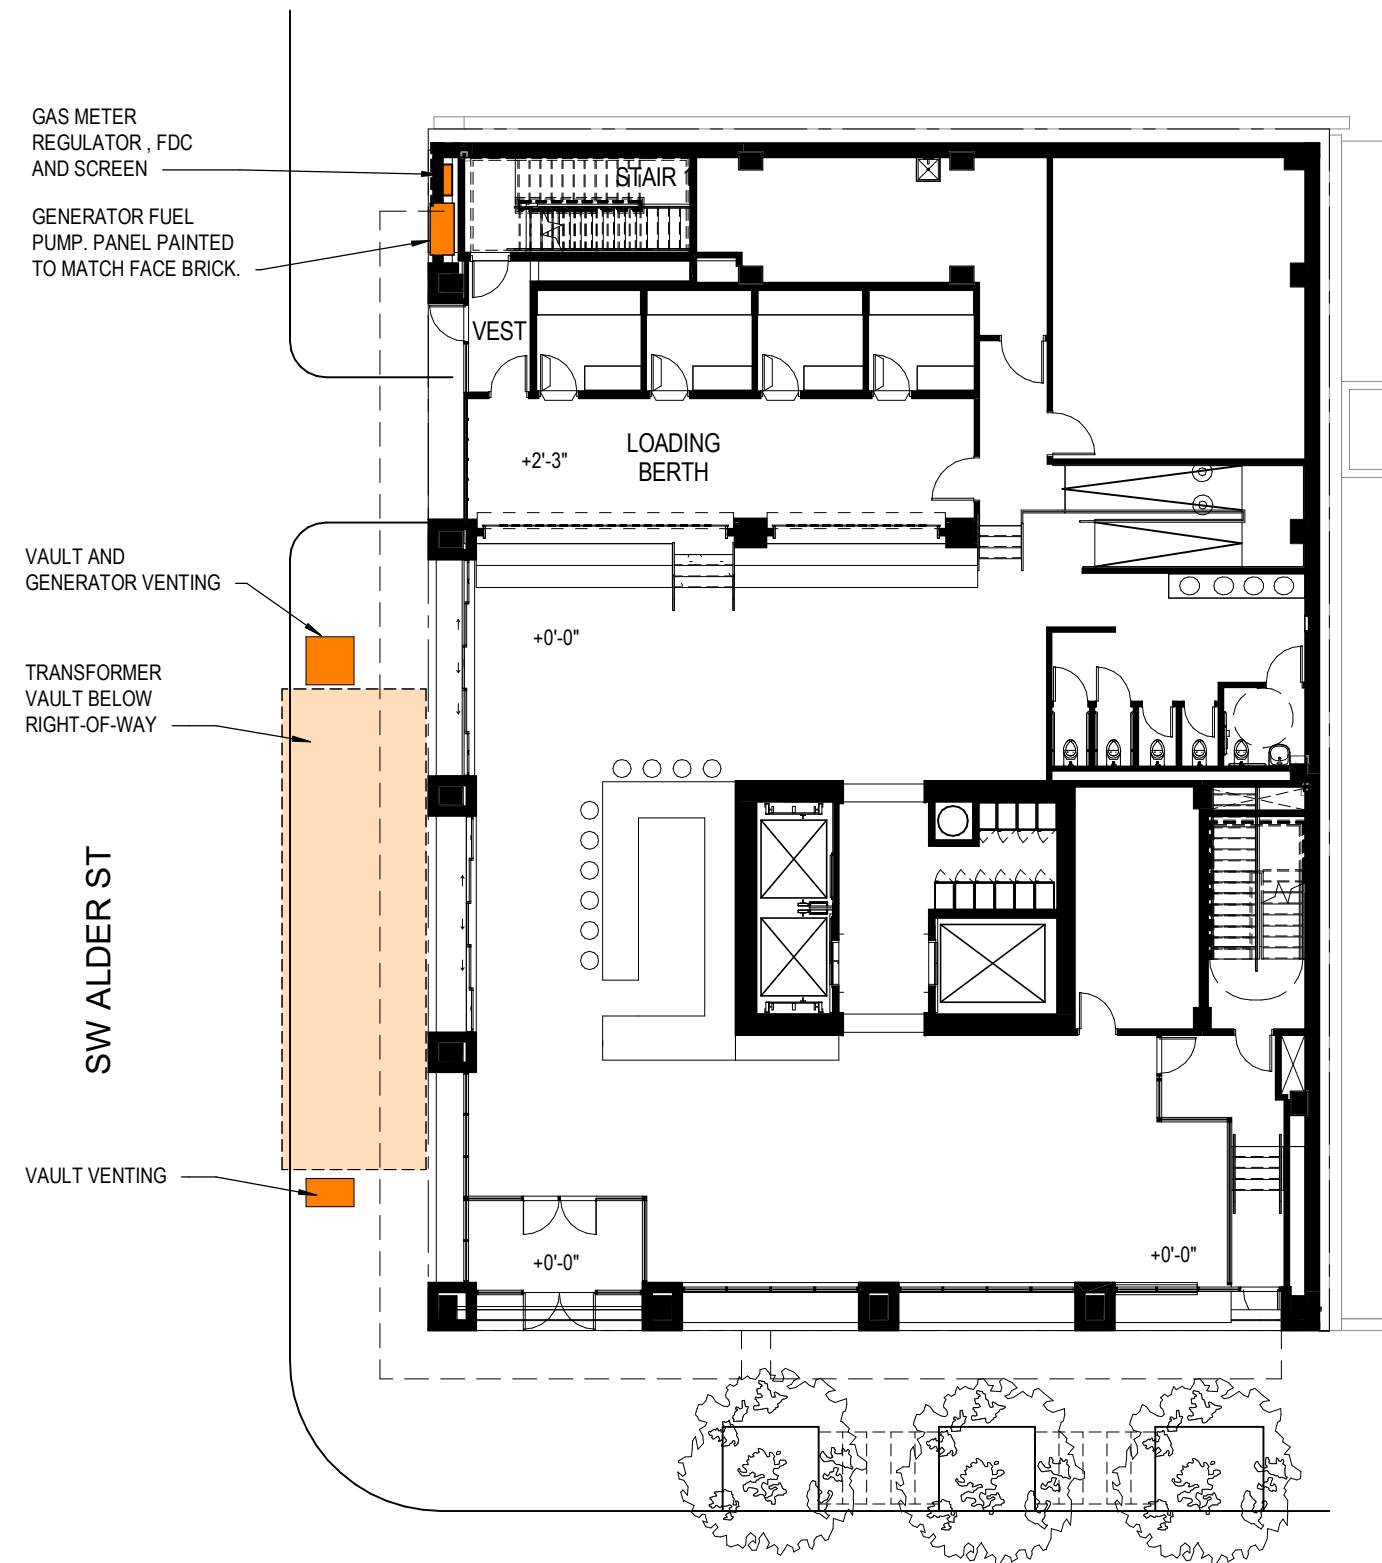 GAS METER
REGULATOR , FDC
AND SCREEN
GENERATOR FUEL
PUMP. PANEL PAINTED
TO MATCH FACE BRICK.
STAIR
VEST
LOADING
BERTH
+2'-3"
VAULT AND
GENERATOR VENTING
+0'-0"
TRANSFORMER
VAULT BELOW
RIGHT-OF-WAY
SW ALDER ST
VAULT VENTING
+0'-0"
+0'-0"